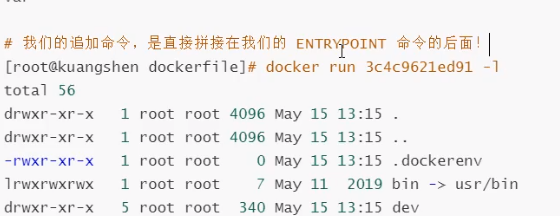 # 我们的追加命令，是直接拼接在我们的 ENTRYPOINT 命令的后面！
[root@kuangshen dockerfile]# docker run 3c4c9621ed91 -l
total 56
drwxr-xr-x 1 root root 4096 May 15 13:15 .
drwxr-xr-x 1 root root 4096 May 15 13:15 ..
-rwxr-xr-x 1 root root 0 May 15 13:15 .dockerenv
lrwxrwxrwx 1 root root 7 May 11 2019 bin -> usr/bin
drwxr-xr-x 5 root root 340 May 15 13:15 dev